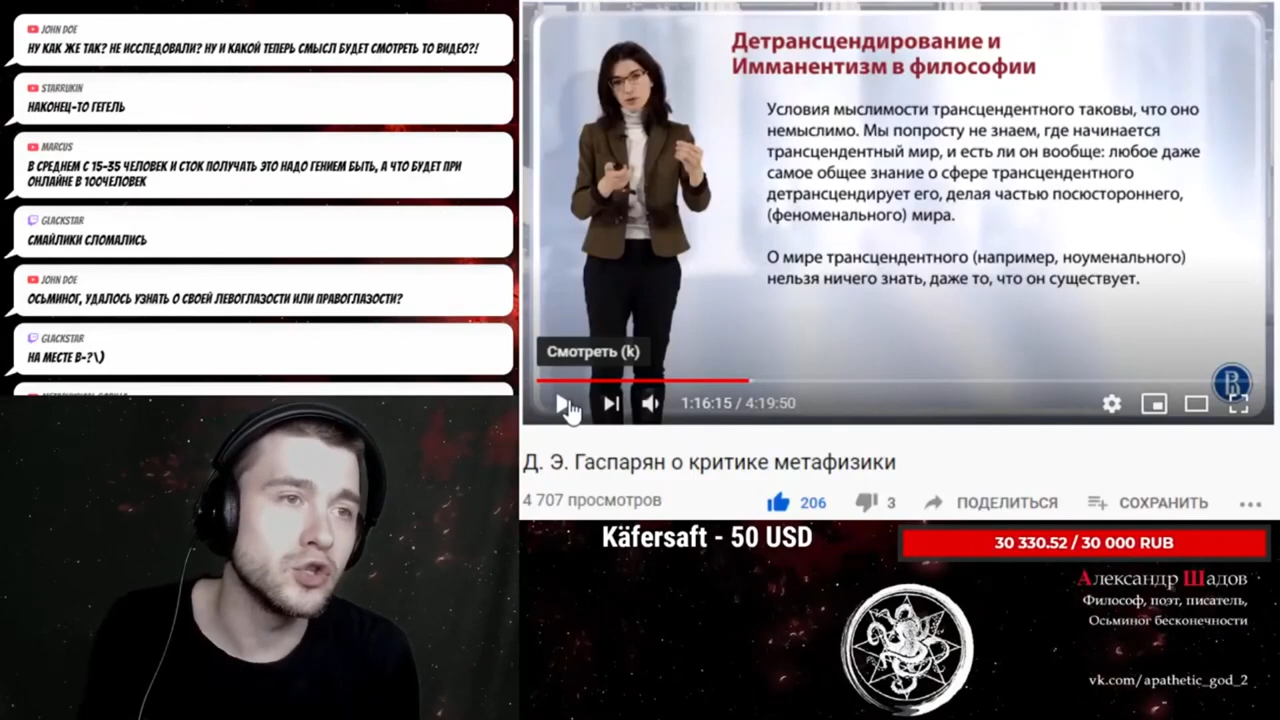 JOHN DOE
НУ КАК ЖЕ ТАК? НЕ ИССЛЕДОВАЛИ? НУ И КАКОЙ ТЕПЕРЬ СМЫСЛ БУДЕТ СМОТРЕТЬ ТО ВИДЕО?!
STARRUKIN
НАКОНЕЦ-ТО ГЕГЕЛЬ
MARCUS
В СРЕДНЕМ С 15-35 ЧЕЛОВЕК И СТОК ПОЛУЧАТЬ ЭТО НАДО ГЕНИЕМ БЫТЬ, А ЧТО БУДЕТ ПРИ
ОНЛАЙНЕ В 100ЧЕЛОВЕК
GLACKSTAR
СМАЙЛИКИ СЛОМАЛИСЬ
JOHN DOE
ОСЬМИНОГ, УДАЛОСЬ УЗНАТЬ О СВОЕЙ ЛЕВОГЛАЗОСТИ ИЛИ ПРАВОГЛАЗОСТИ?
GLACKSTAR
НА МЕСТЕ В-?\)
Детрансцендирование и
Имманентизм в философии
Условия мыслимости трансцендентного таковы, что оно
немыслимо. Мы попросту не знаем, где начинается
трансцендентный мир, и есть ли он вообще: любое даже
самое общее знание о сфере трансцендентного
детрансцендирует его, делая частью посюстороннего,
(феноменального) мира.
О мире трансцендентного (например, ноуменального)
нельзя ничего знать, даже то, что он существует.
Смотреть (k)
1:16:15 / 4:19:50
Д. Э. Гаспарян о критике метафизики
4 707 просмотров
206
3
ПОДЕЛИТЬСЯ
СОХРАНИТЬ
Käfersaft - 50 USD
30 330.52 / 30 000 RUB
Александр Шадов
Философ, поэт, писатель,
Осьминог бесконечности
vk.com/apathetic_god_2